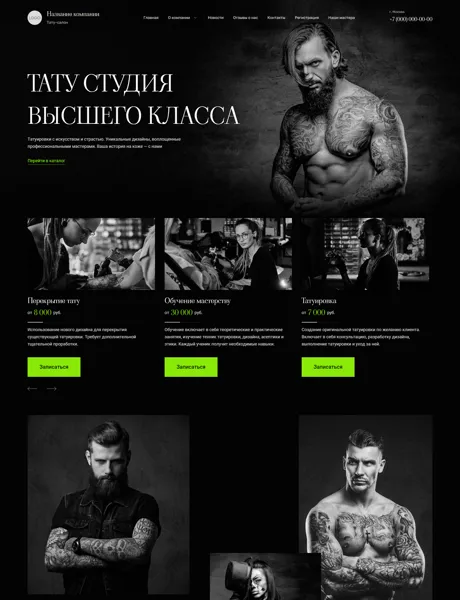 LOGO
Название компании
Тату-салон
Главная
О компании
Новости
Отзывы о нас
Контакты
Регистрация
Наши мастера
г. Москва
+7 (000) 000-00-00
ТАТУ СТУДИЯ
ВЫСШЕГО КЛАССА
Татуировки с искусством и страстью. Уникальные дизайны, воплощённые
профессиональными мастерами. Ваша история на коже — с нами
Перейти в каталог
Перекрытие тату
от 8 000 руб.
Использование нового дизайна для перекрытия
существующей татуировки. Требует дополнительной
тщательной проработки.
Записаться
Обучение мастерству
от 30 000 руб.
Обучение включает в себя теоретические и практические
занятия, изучение техник татуировки, дизайна, асептики и
этики. Каждый ученик получит необходимые навыки.
Записаться
Татуировка
от 7 000 руб.
Создание оригинальной татуировки по желанию клиента.
Включает в себя консультацию, разработку дизайна,
выполнение татуировки и уход за ней.
Записаться